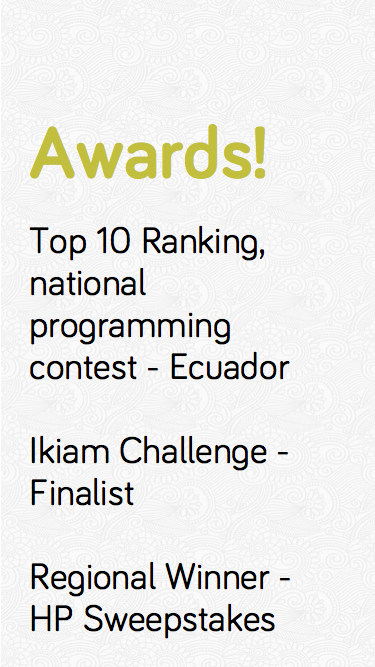 Awards!
Top 10 Ranking,
national
programming
contest - Ecuador
Ikiam Challenge -
Finalist
Regional Winner -
HP Sweepstakes